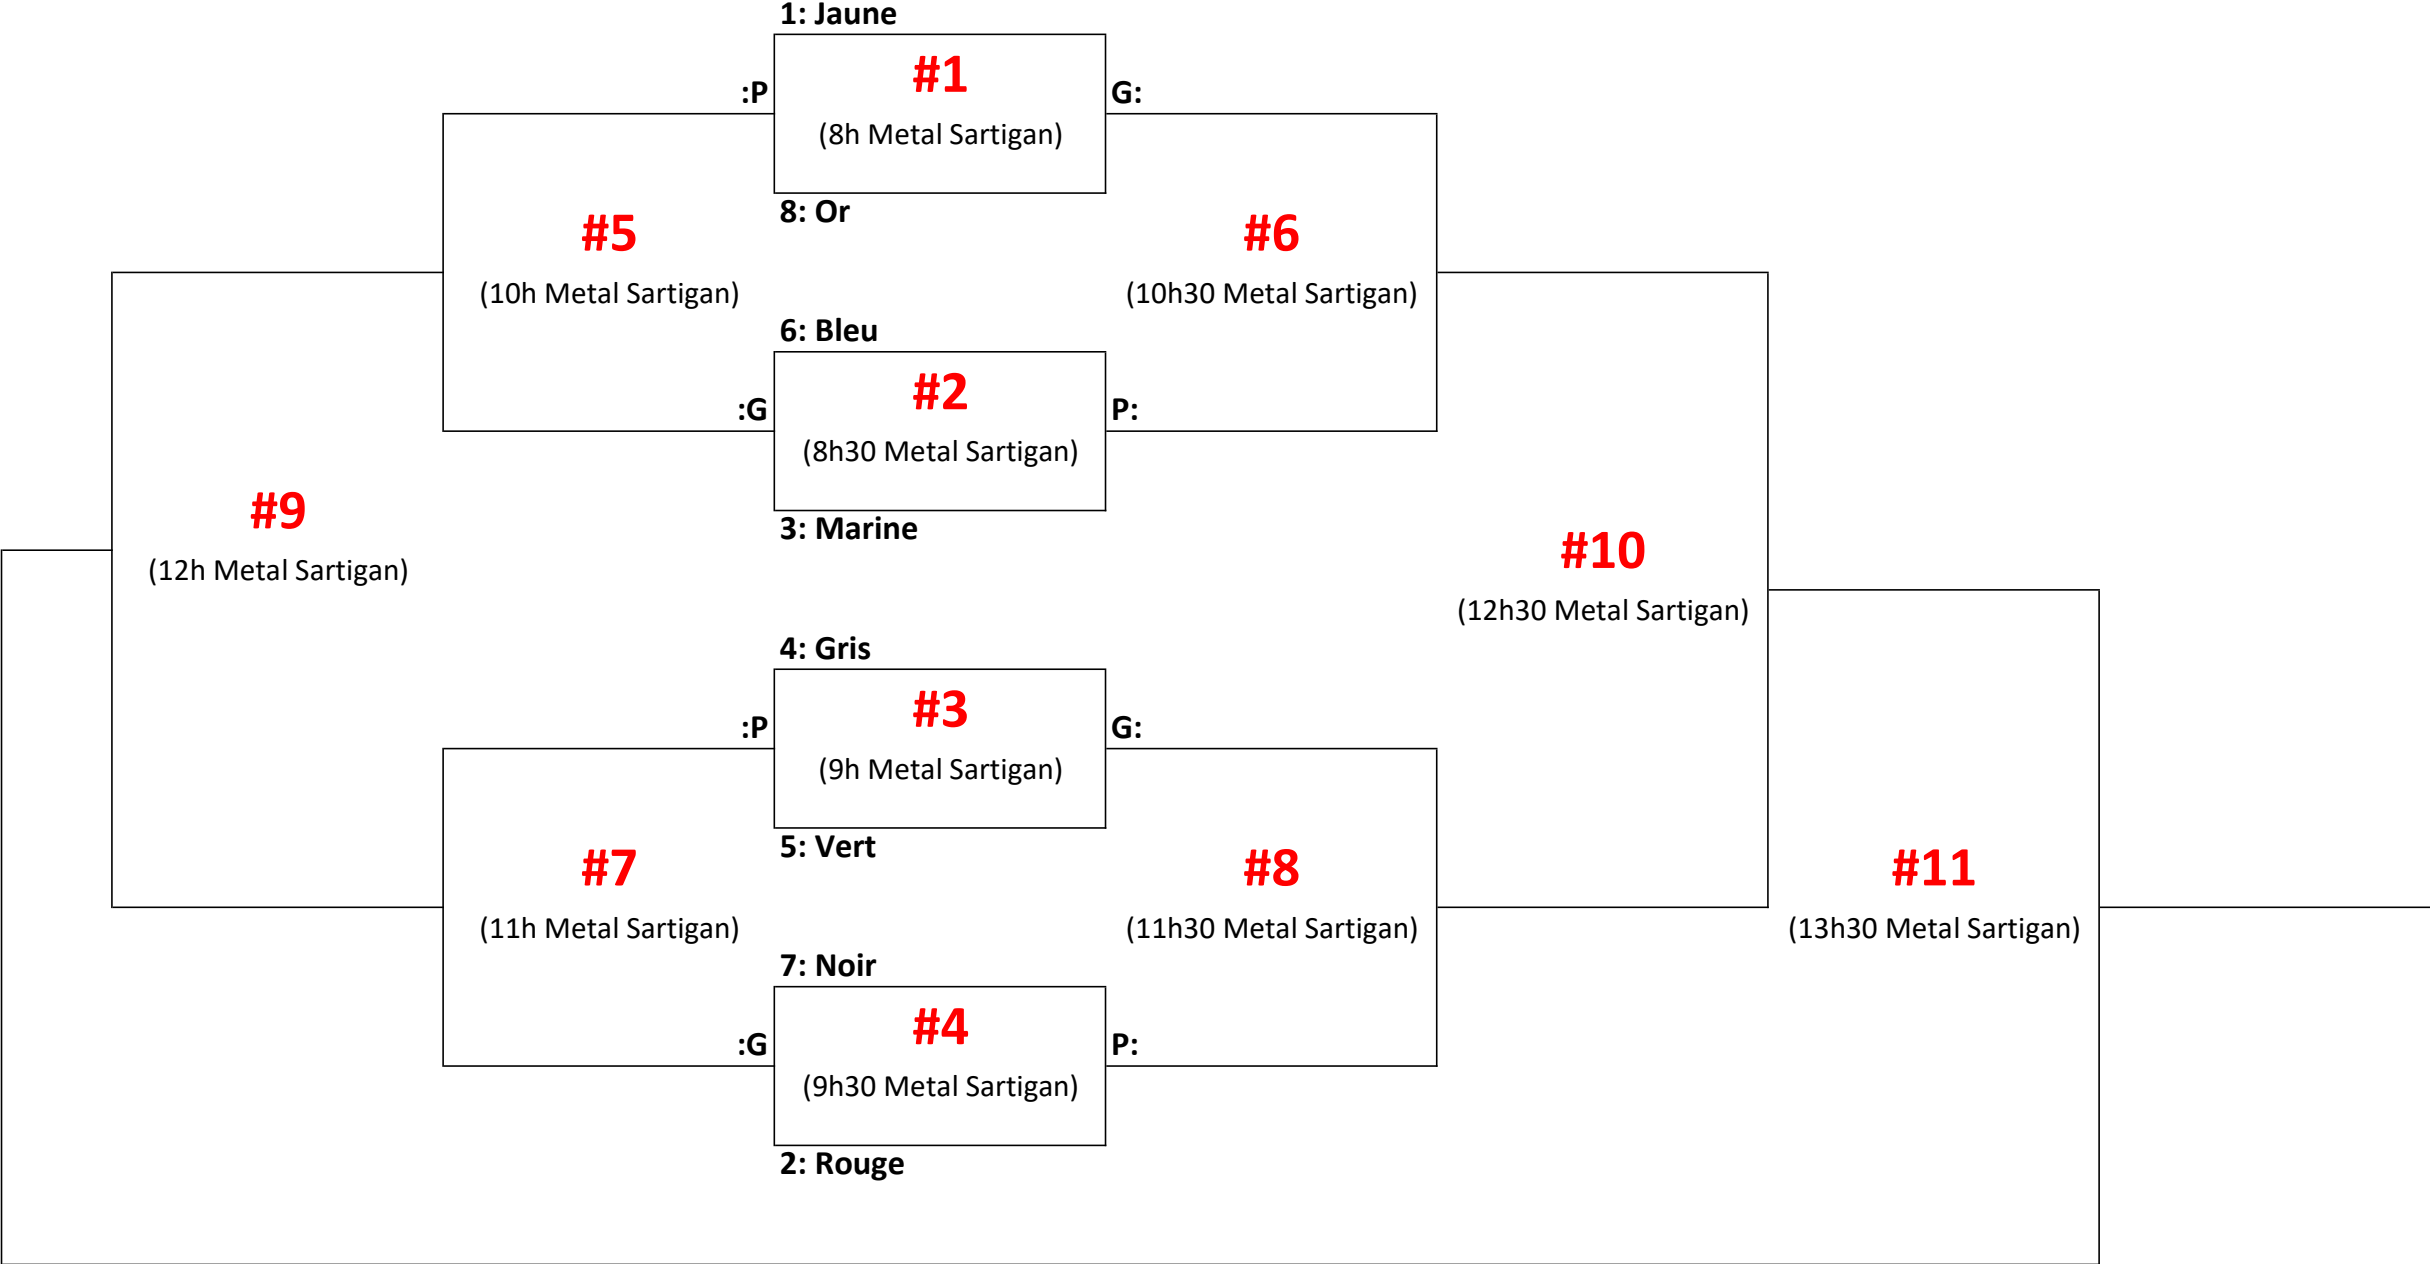 1: Jaune
#1
:P
G:
(8h Metal Sartigan)
8: Or
#5
#6
(10h Metal Sartigan)
(10h30 Metal Sartigan)
6: Bleu
#2
:G
P:
(8h30 Metal Sartigan)
#9
3: Marine
#10
(12h Metal Sartigan)
(12h30 Metal Sartigan)
4: Gris
#3
:P
G:
(9h Metal Sartigan)
5: Vert
#7
#8
#11
(11h Metal Sartigan)
(11h30 Metal Sartigan)
(13h30 Metal Sartigan)
7: Noir
#4
:G
P:
(9h30 Metal Sartigan)
2: Rouge